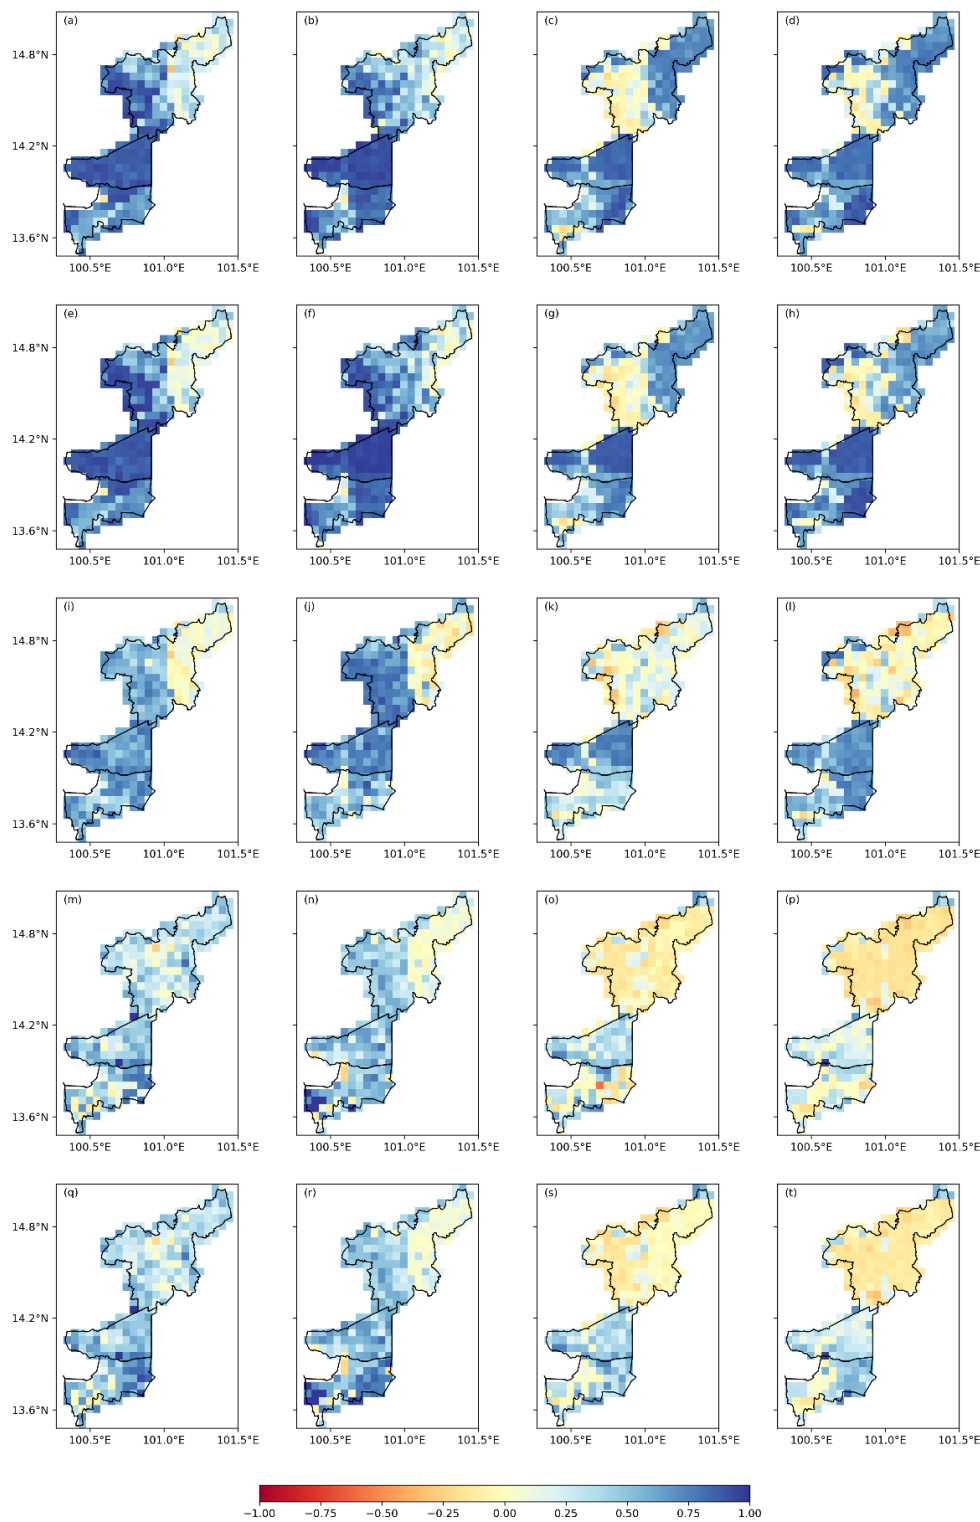 (a) (b) (c) (d)
14.8°N
14.2°N
13.6°N
100.5°E 101.0°E 101.5°E 100.5°E 101.0°E 101.5°E 100.5°E 101.0°E 101.5°E 100.5°E 101.0°E 101.5°E
(e) (f) (g) (h)
14.8°N
14.2°N
13.6°N
100.5°E 101.0°E 101.5°E 100.5°E 101.0°E 101.5°E 100.5°E 101.0°E 101.5°E 100.5°E 101.0°E 101.5°E
(i) (j) (k) (l)
14.8°N
14.2°N
13.6°N
100.5°E 101.0°E 101.5°E 100.5°E 101.0°E 101.5°E 100.5°E 101.0°E 101.5°E 100.5°E 101.0°E 101.5°E
(m) (n) (o) (p)
14.8°N
14.2°N
13.6°N
100.5°E 101.0°E 101.5°E 100.5°E 101.0°E 101.5°E 100.5°E 101.0°E 101.5°E 100.5°E 101.0°E 101.5°E
(q) (r) (s) (t)
14.8°N
14.2°N
13.6°N
100.5°E 101.0°E 101.5°E 100.5°E 101.0°E 101.5°E 100.5°E 101.0°E 101.5°E 100.5°E 101.0°E 101.5°E
−1.00 −0.75 −0.50 −0.25 0.00 0.25 0.50 0.75 1.00